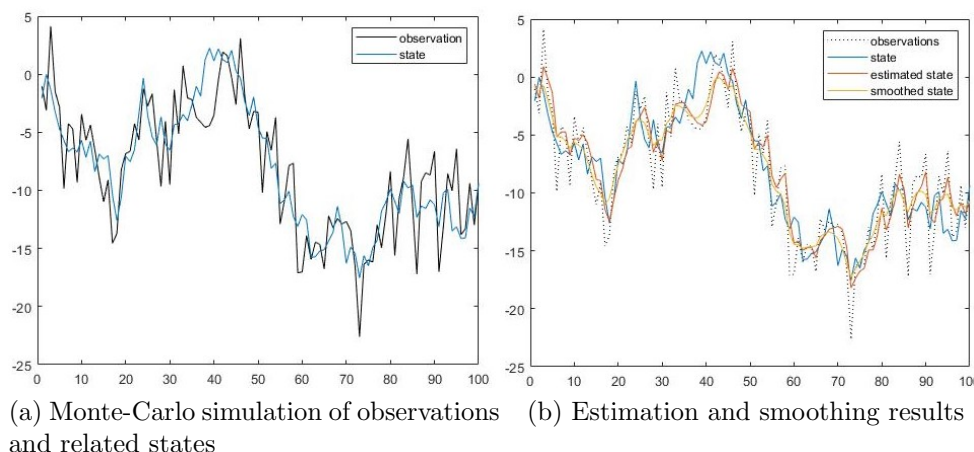 5
0
-5
-10
-15
-20
-25
0 10 20 30 40 50 60 70 80 90 100
observation
state
(a) Monte-Carlo simulation of observations
and related states
5
0
-5
-10
-15
-20
-25
0 10 20 30 40 50 60 70 80 90 100
observations
state
estimated state
smoothed state
(b) Estimation and smoothing results